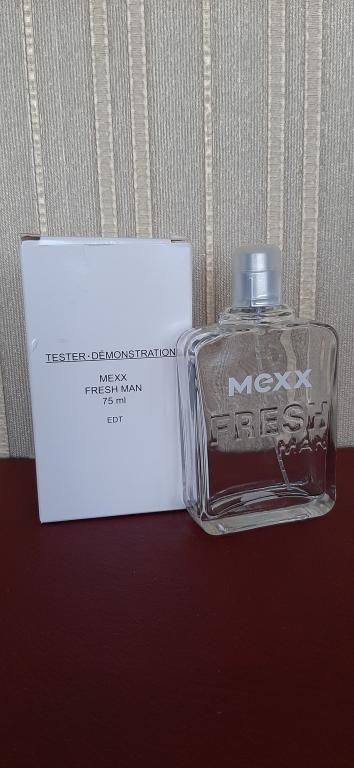 TESTER·DÉMONSTRATION
MEXX
FRESH MAN
75 ml
EDT
mexx
FRESH
MAN